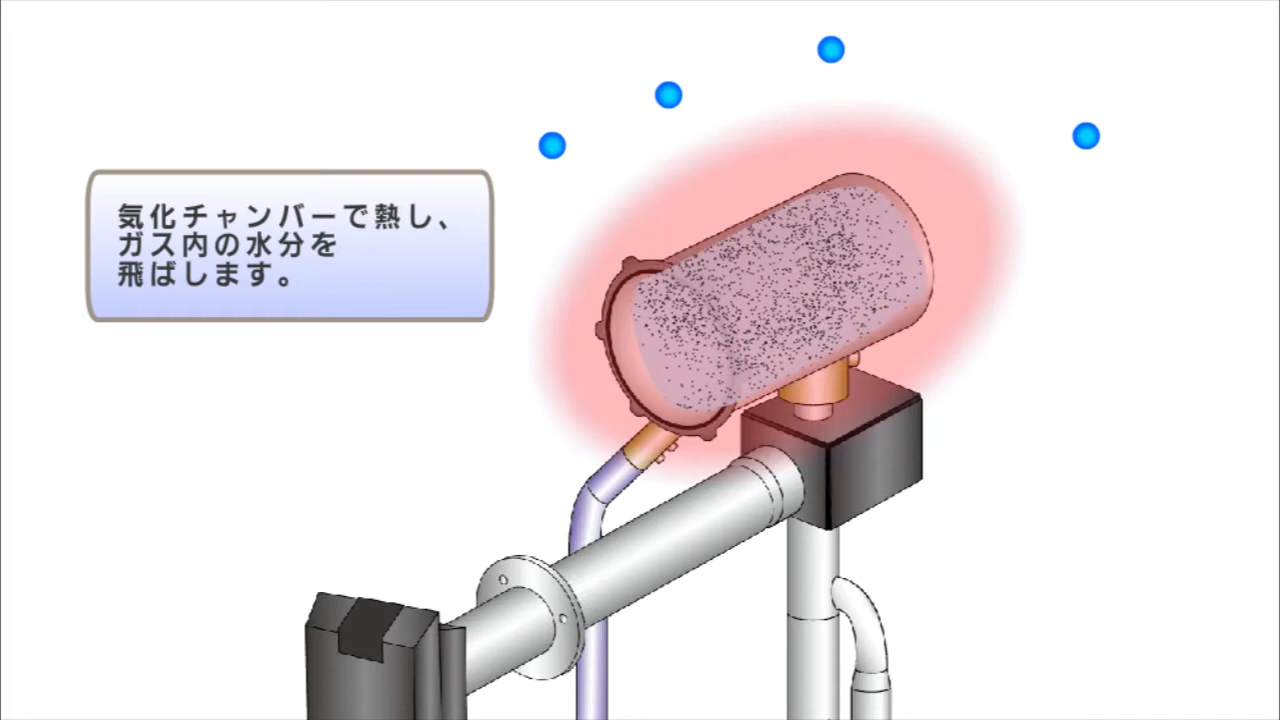 気化チャンバーで熱し、
ガス内の水分を
飛ばします。